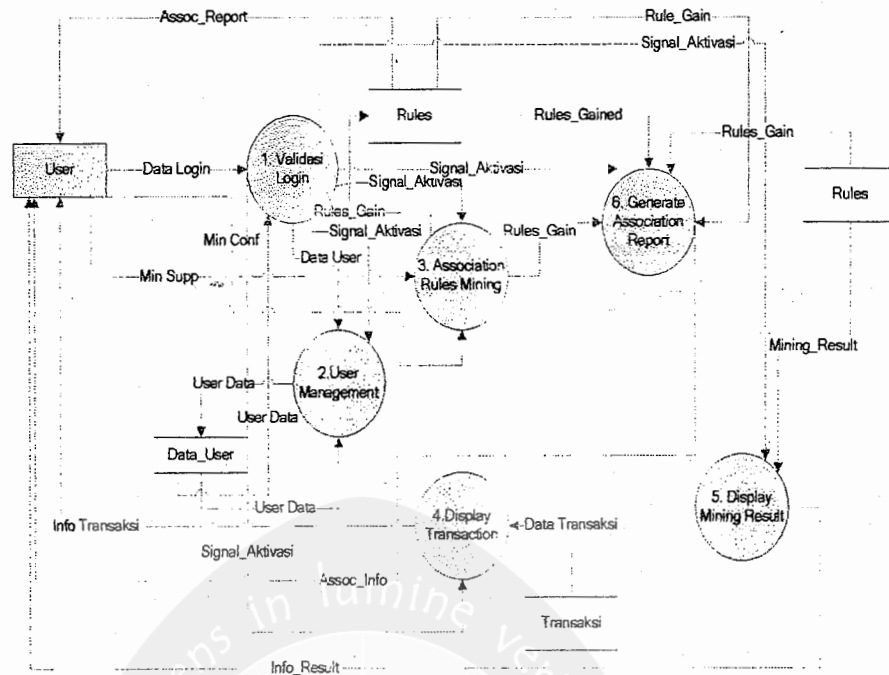 Assoc_Report
Rule_Gain
Signal_Aktivasi
Rules
Rules_Gained
Rules_Gain
User
Data Login
1. Validasi
Login
Signal_Aktivasi
Signal_Aktivasi
6. Generate
Association
Report
Rules
Rules_Gain
Signal_Aktivasi
Rules_Gain
Min Conf
Data User
3. Association
Rules Mining
Min Supp
Mining_Result
2.User
Management
User Data
User Data
Data_User
User Data
4.Display
Transaction
Data Transaksi
5. Display
Mining Result
Info Transaksi
Signal_Aktivasi
Assoc_Info
Transaksi
Info_Result
ens in lumine